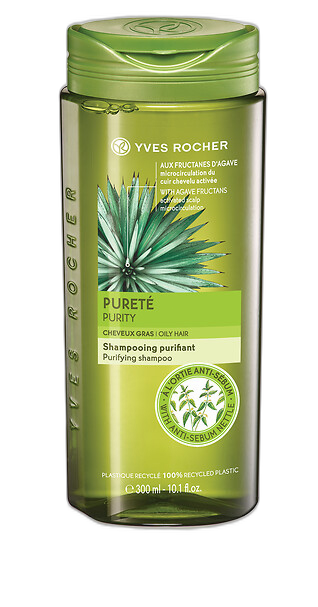 YVES ROCHER
AUX FRUCTANES D'AGAVE
microcirculation du
cuir chevelu activée
WITH AGAVE FRUCTANS
activated scalp
microcirculation
PURETÉ
PURITY
CHEVEUX GRAS | OILY HAIR
Shampooing purifiant
Purifying shampoo
À L'ORTIE ANTI-SÉBUM
WITH ANTI-SEBUM NETTLE
PLASTIQUE RECYCLÉ 100% RECYCLED PLASTIC
℮ 300 ml - 10.1 fl.oz.
YVES ROCHER